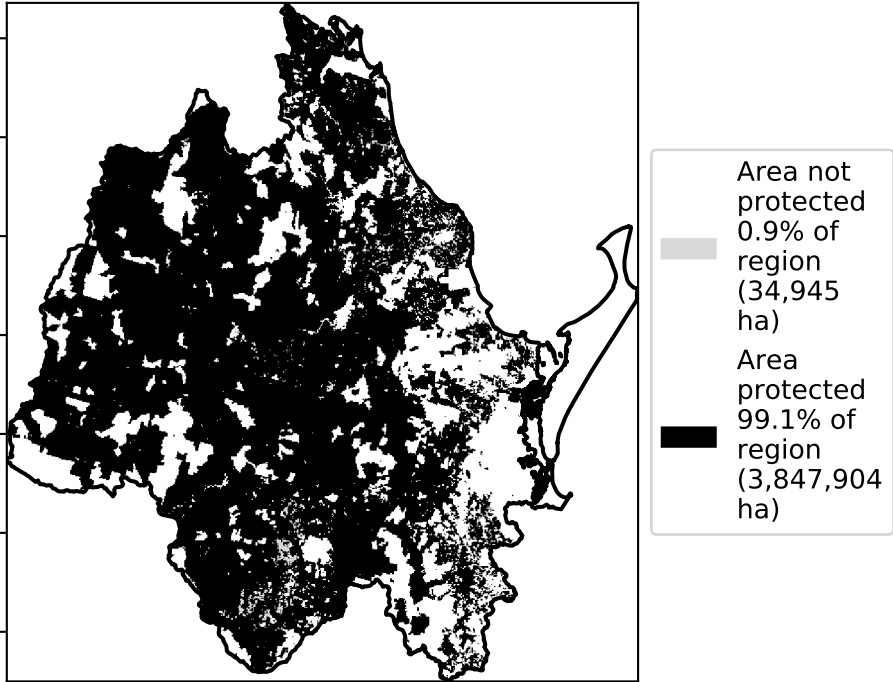 Area not
protected
0.9% of
region
(34,945
ha)
Area
protected
99.1% of
region
(3,847,904
ha)